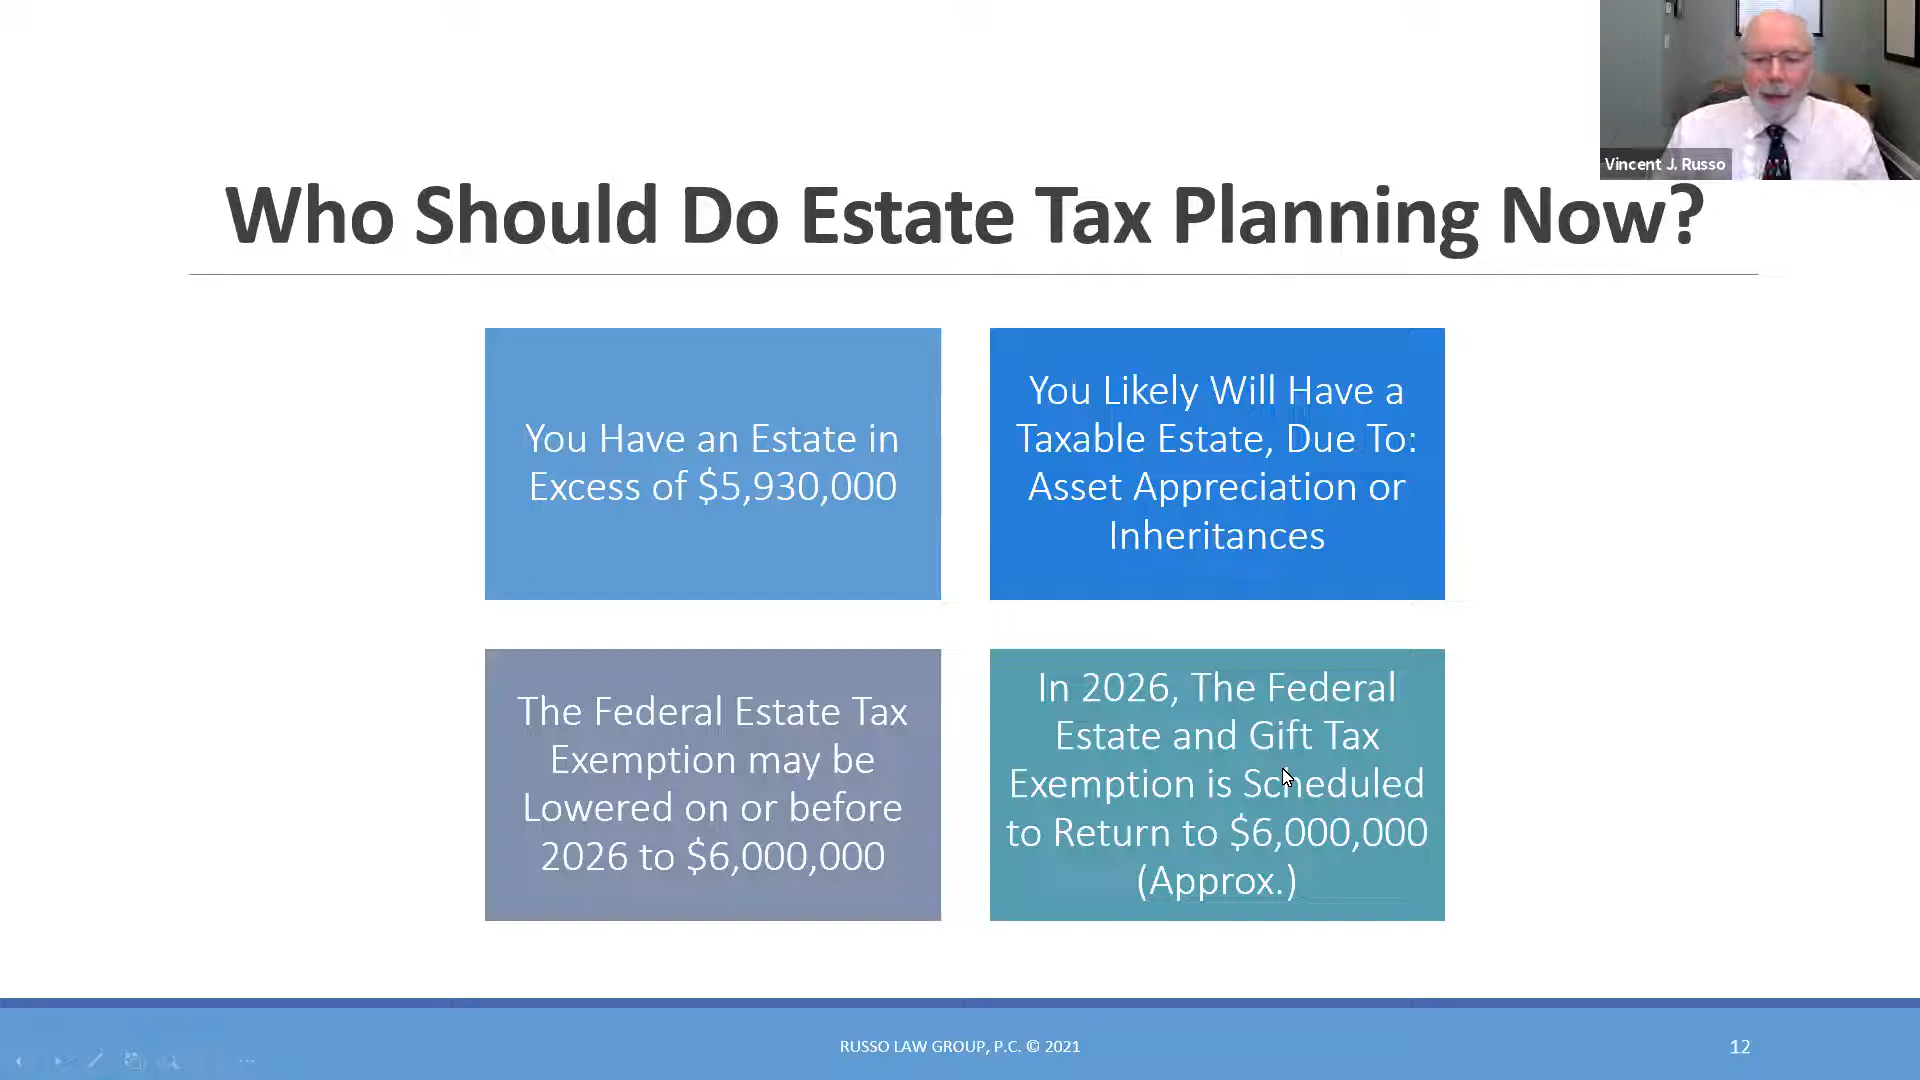 Vincent J. Russo
Who Should Do Estate Tax Planning Now?
You Have an Estate in
Excess of $5,930,000
You Likely Will Have a
Taxable Estate, Due To:
Asset Appreciation or
Inheritances
The Federal Estate Tax
Exemption may be
Lowered on or before
2026 to $6,000,000
In 2026, The Federal
Estate and Gift Tax
Exemption is Scheduled
to Return to $6,000,000
(Approx.)
RUSSO LAW GROUP, P.C. © 2021
12